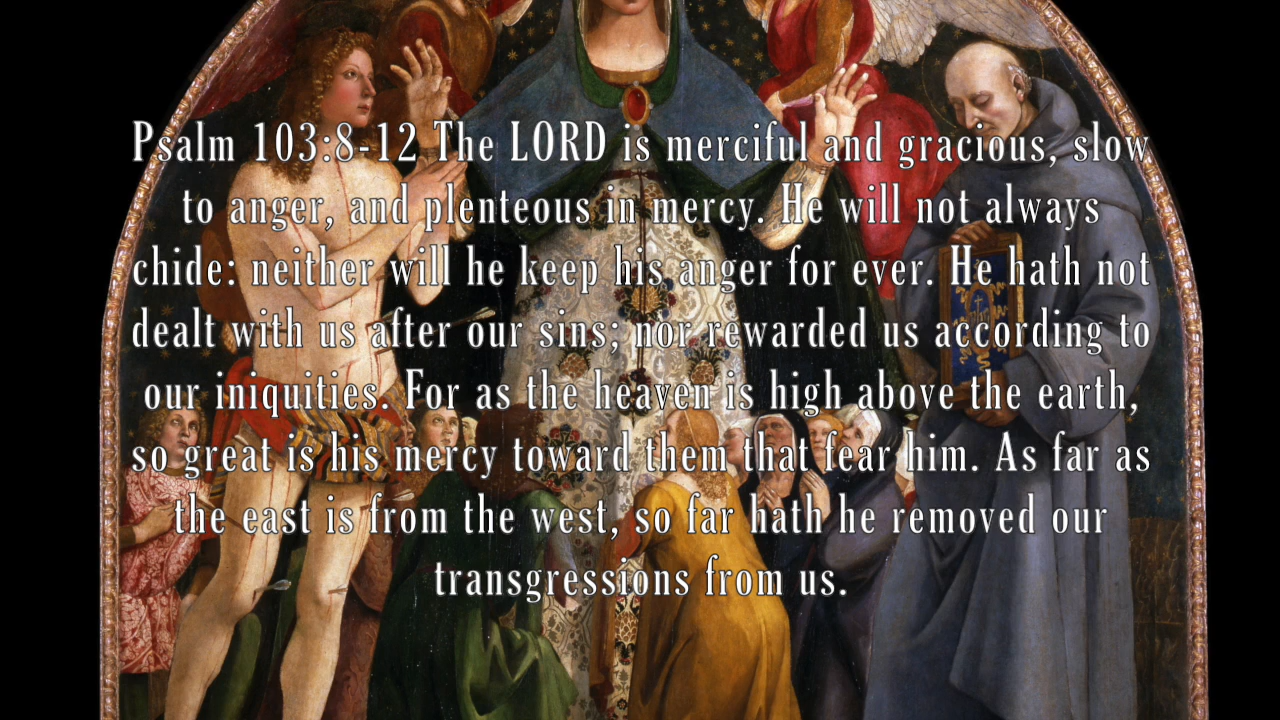 Psalm 103:8-12 The LORD is merciful and gracious, slow
to anger, and plenteous in mercy. He will not always
chide: neither will he keep his anger for ever. He hath not
dealt with us after our sins; nor rewarded us according to
our iniquities. For as the heaven is high above the earth,
so great is his mercy toward them that fear him. As far as
the east is from the west, so far hath he removed our
transgressions from us.